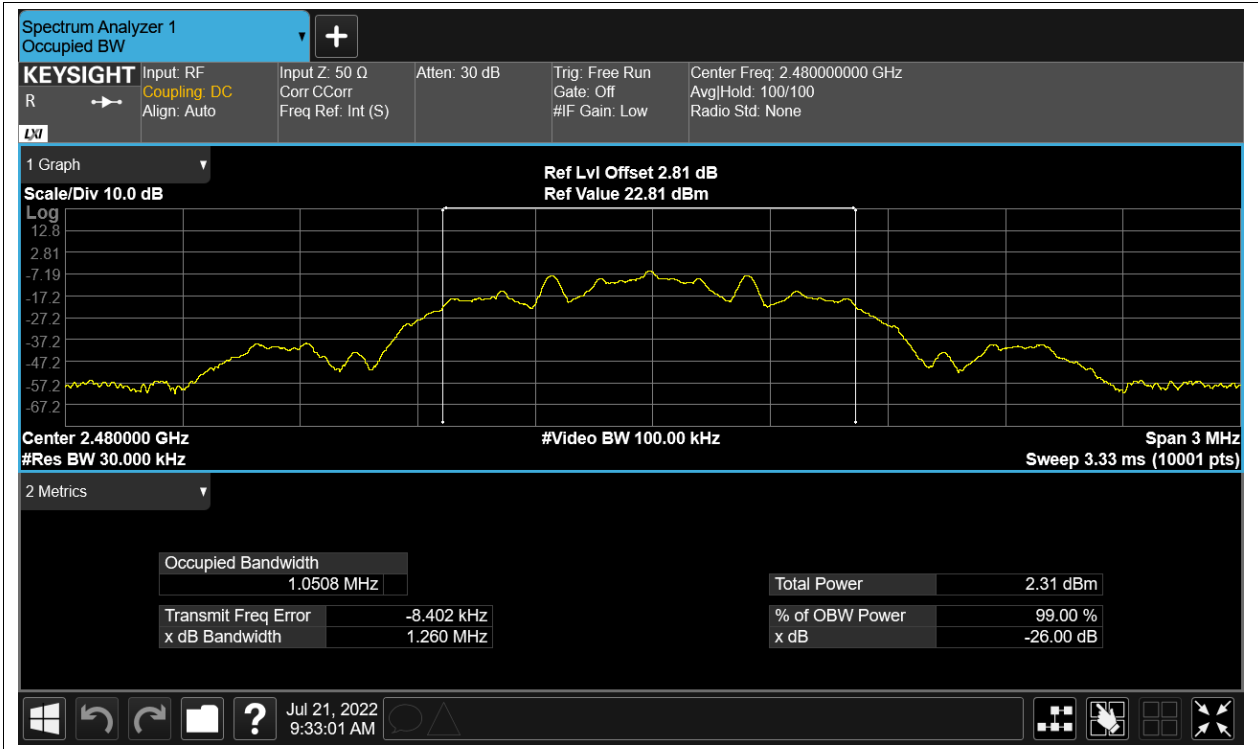 Spectrum Analyzer 1
Occupied BW
KEYSIGHT Input: RF Input Z: 50 Ω Atten: 30 dB Trig: Free Run Center Freq: 2.480000000 GHz
R Coupling: DC Corr CCorr Gate: Off Avg|Hold: 100/100
Align: Auto Freq Ref: Int (S) #IF Gain: Low Radio Std: None
LXI
1 Graph
Ref Lvl Offset 2.81 dB
Scale/Div 10.0 dB Ref Value 22.81 dBm
Log
12.8
2.81
-7.19
-17.2
-27.2
-37.2
-47.2
-57.2
-67.2
Center 2.480000 GHz #Video BW 100.00 kHz Span 3 MHz
#Res BW 30.000 kHz Sweep 3.33 ms (10001 pts)
2 Metrics
Occupied Bandwidth
1.0508 MHz Total Power 2.31 dBm
Transmit Freq Error -8.402 kHz % of OBW Power 99.00 %
x dB Bandwidth 1.260 MHz x dB -26.00 dB
? Jul 21, 2022
9:33:01 AM